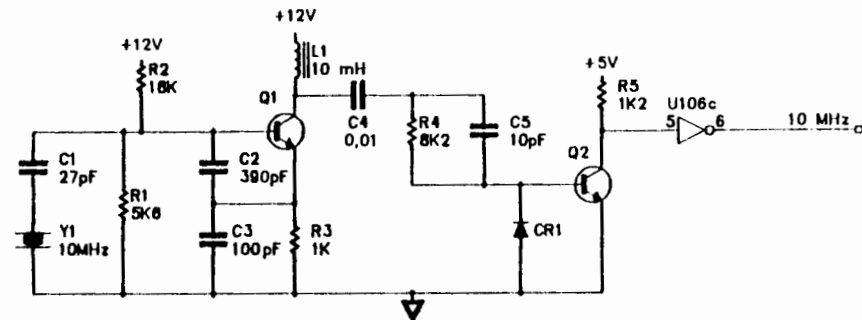 +12V
L1
10 mH
+12V
R2
18K
Q1
C4
0,01
R4
8K2
C5
10pF
+5V
R5
1K2
U106c
5
6
10 MHz
Q2
C1
27pF
R1
5K6
C2
390pF
Y1
10MHz
C3
100pF
R3
1K
CR1